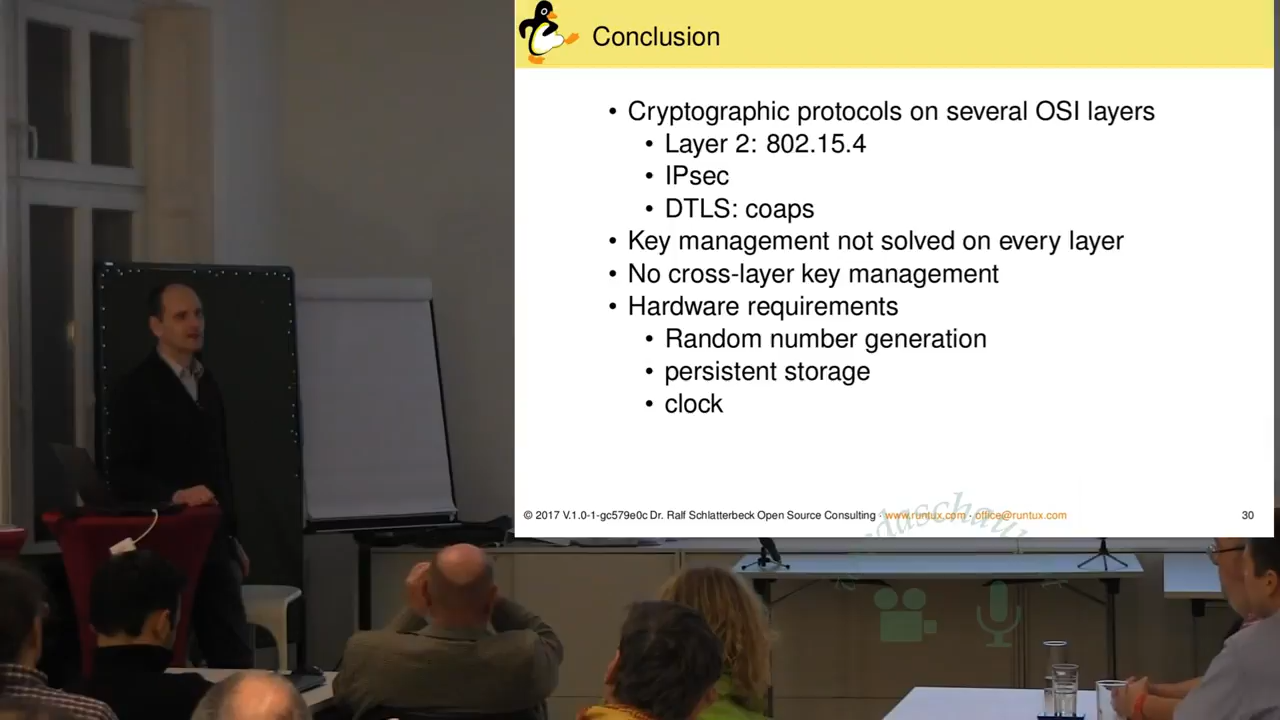 Conclusion
• Cryptographic protocols on several OSI layers
• Layer 2: 802.15.4
• IPsec
• DTLS: coaps
• Key management not solved on every layer
• No cross-layer key management
• Hardware requirements
• Random number generation
• persistent storage
• clock
© 2017 V.1.0-1-gc579e0c Dr. Ralf Schlatterbeck Open Source Consulting · www.runtux.com · office@runtux.com 30